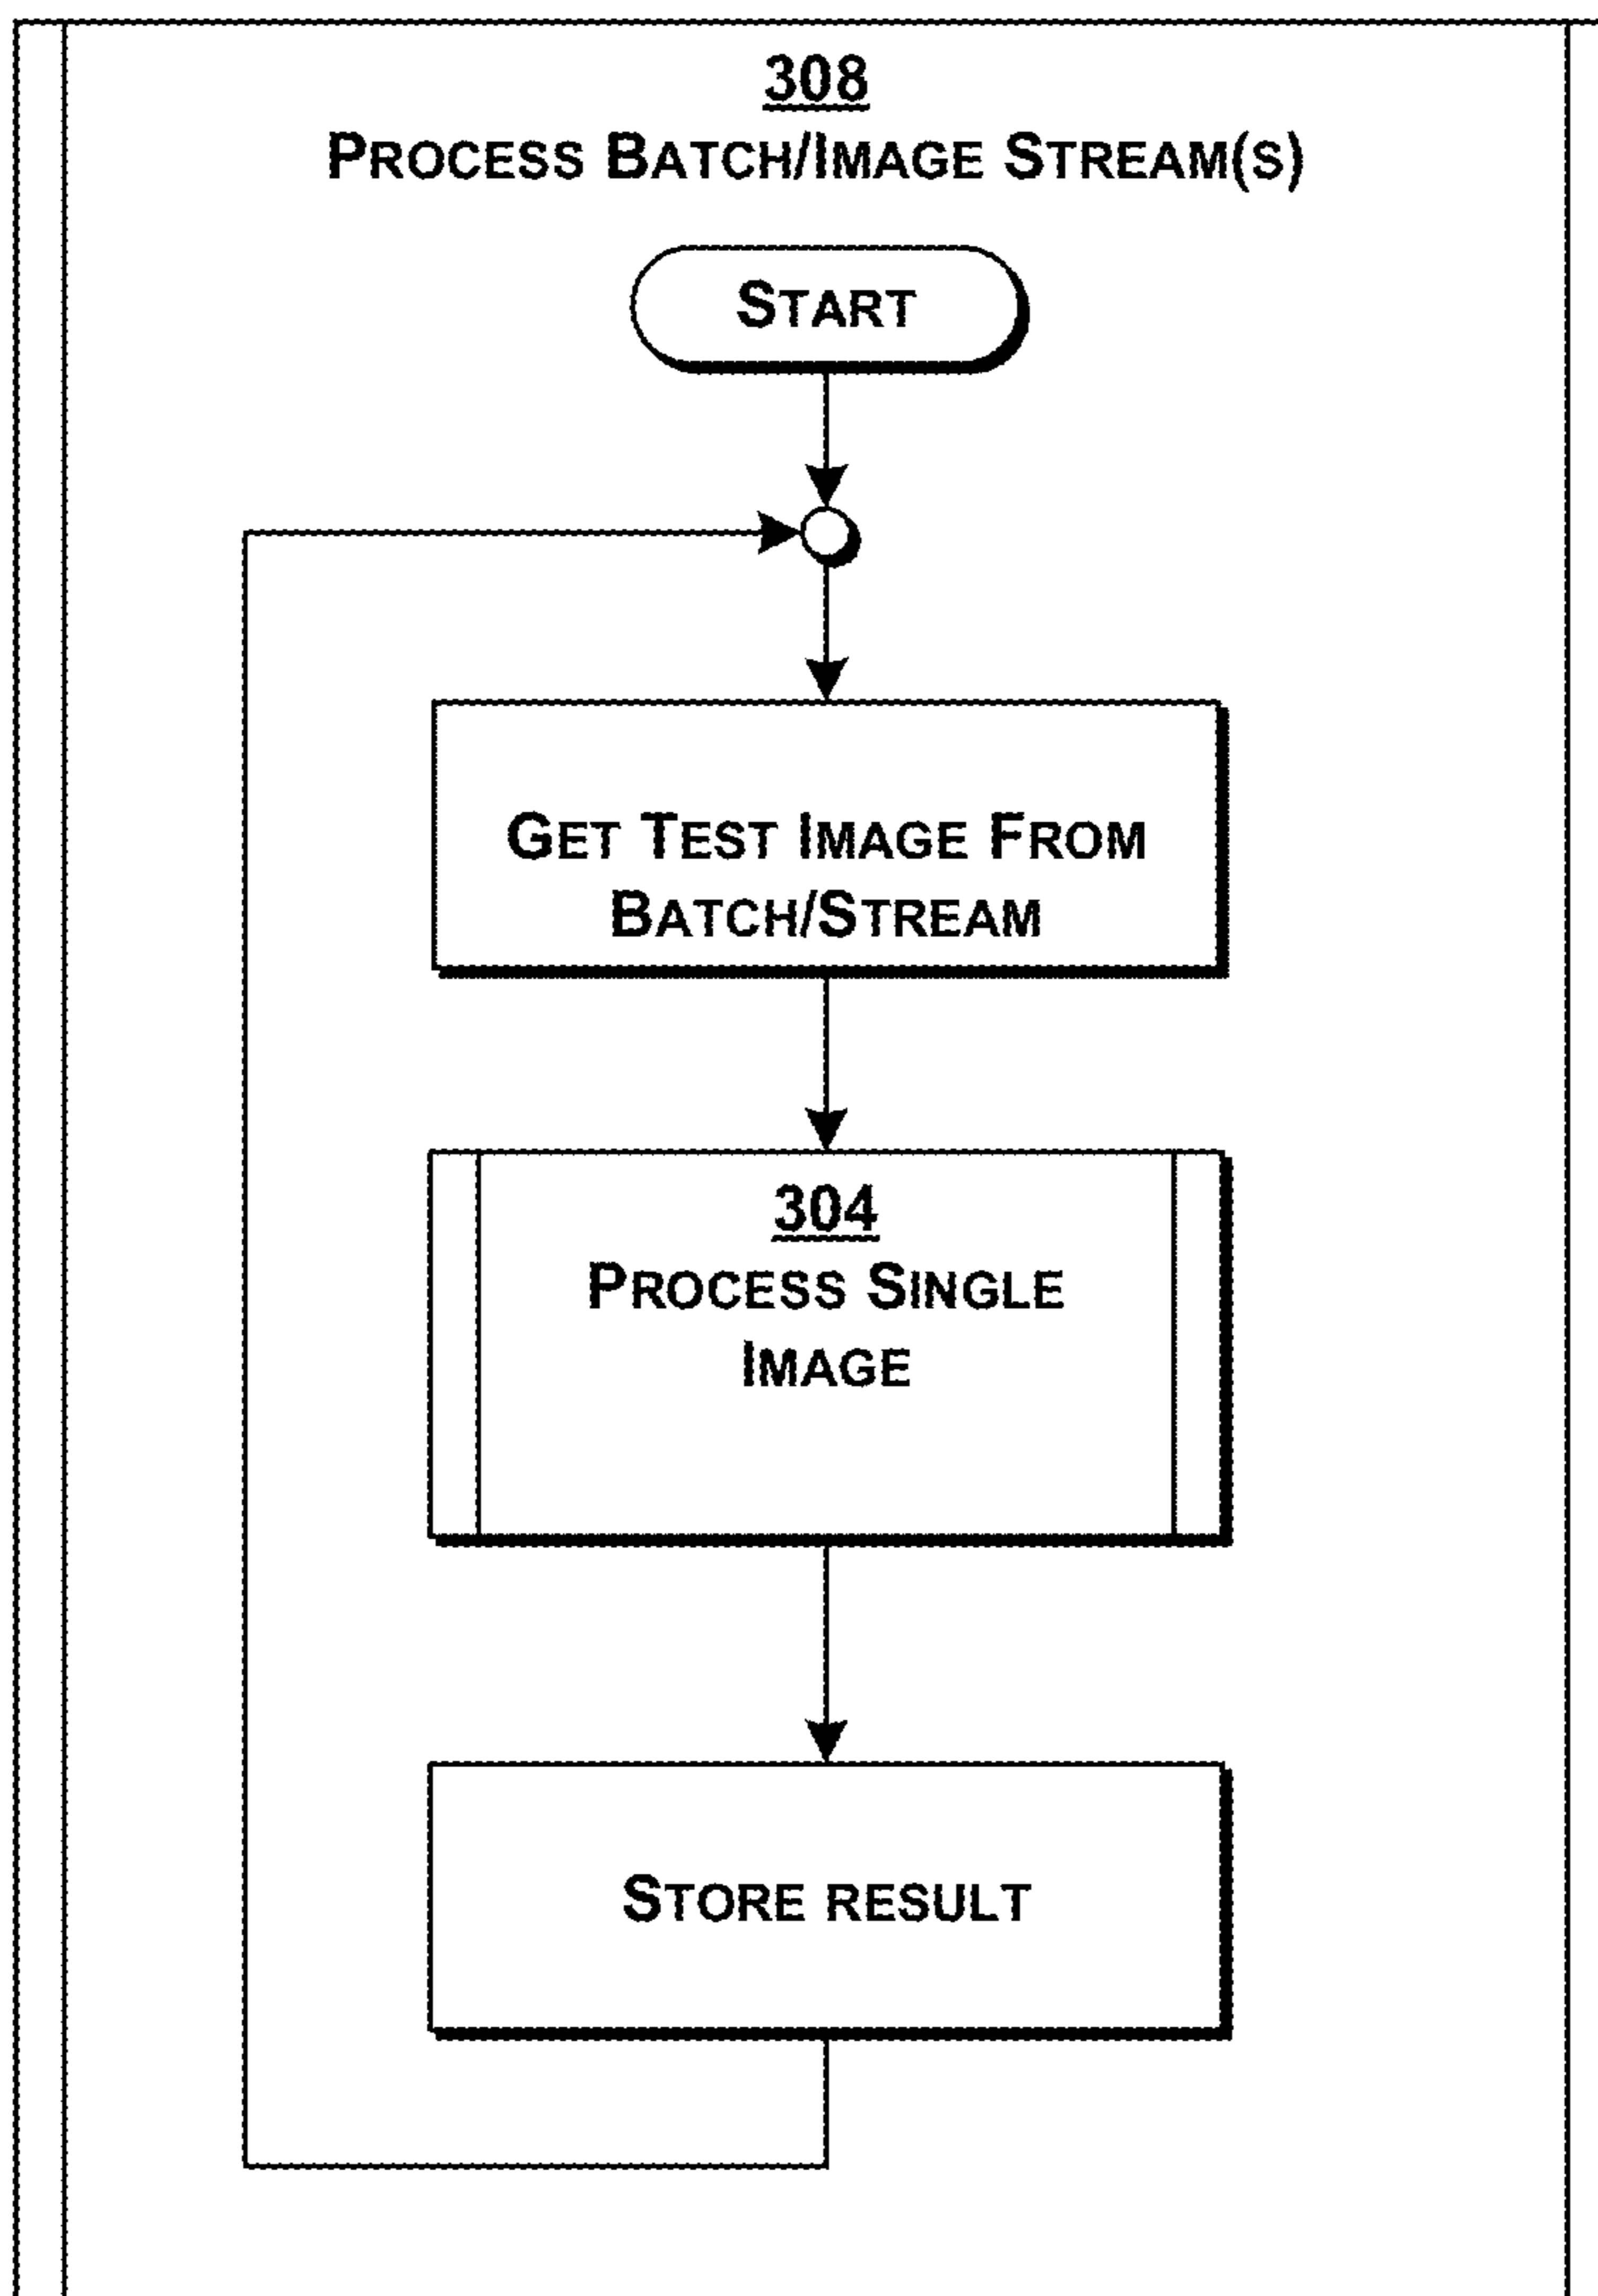 308
PROCESS BATCH/IMAGE STREAM(S)
START
GET TEST IMAGE FROM
BATCH/STREAM
304
PROCESS SINGLE
IMAGE
STORE RESULT